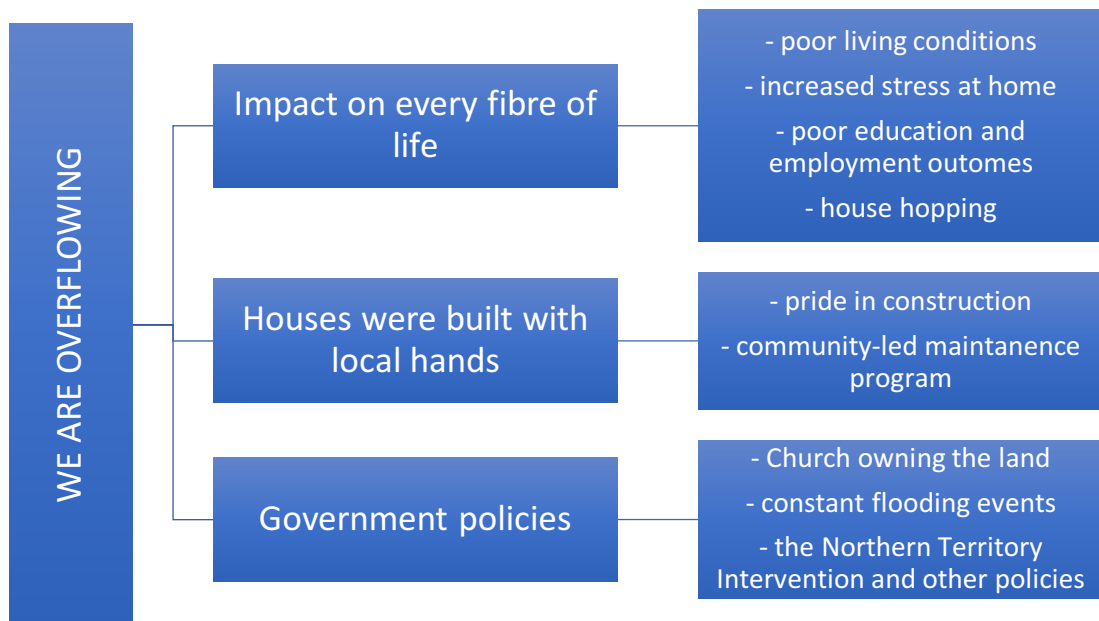 WE ARE OVERFLOWING
Impact on every fibre of
life
- poor living conditions
- increased stress at home
- poor education and
employment outcomes
- house hopping
Houses were built with
local hands
- pride in construction
- community-led maintanence
program
Government policies
- Church owning the land
- constant flooding events
- the Northern Territory
Intervention and other policies